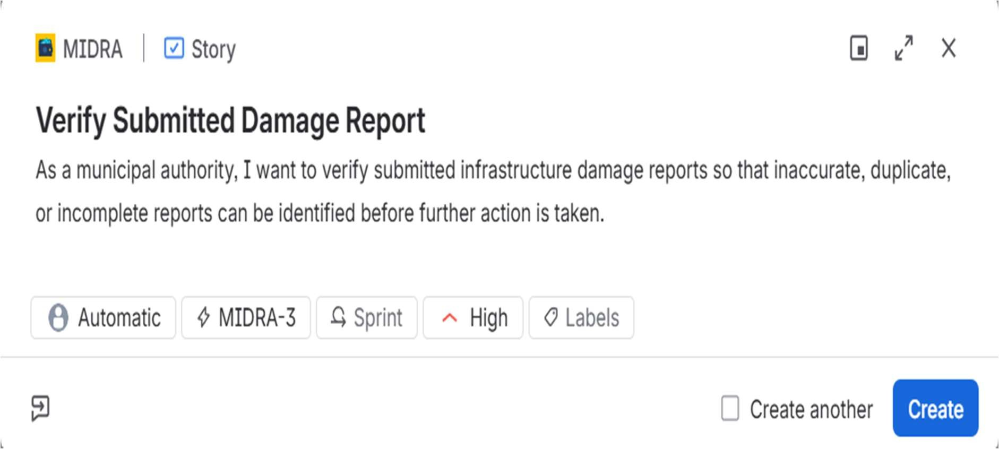 MIDRA Story
Verify Submitted Damage Report
As a municipal authority, I want to verify submitted infrastructure damage reports so that inaccurate, duplicate,
or incomplete reports can be identified before further action is taken.
Automatic MIDRA-3 Sprint High Labels
Create another Create